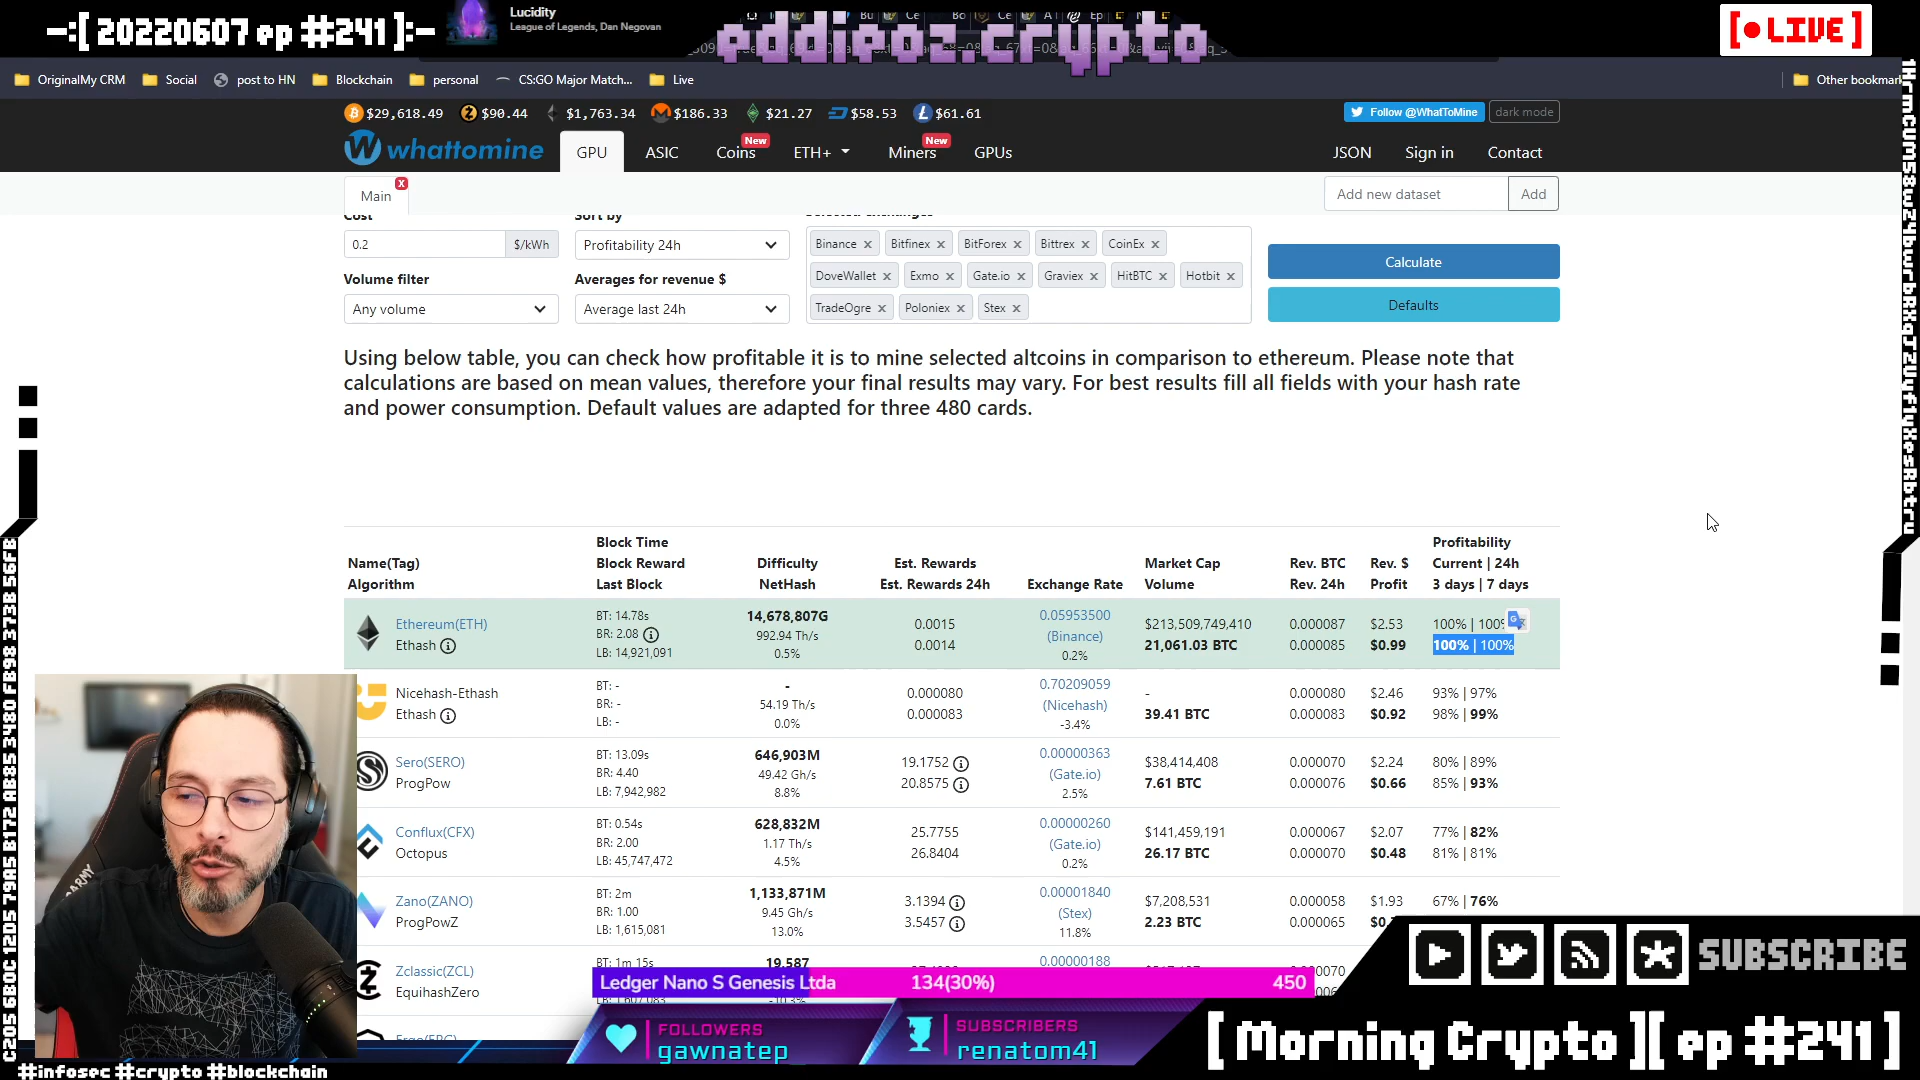 -:[ 20220607 ep #241 ]:-
Lucidity
League of Legends, Dan Negovan
eddieoz.crypto
[ LIVE ]
OriginalMy CRM
Social
post to HN
Blockchain
personal
CS:GO Major Match...
Live
Other bookmark
$29,618.49 $90.44 $1,763.34 $186.33 $21.27 $58.53 $61.61
Follow @WhatToMine
dark mode
whattomine
GPU
ASIC
Coins New
ETH+
Miners New
GPUs
JSON
Sign in
Contact
Main x
Add new dataset
Add
Cost
Sort by
Selected exchanges
0.2 $/kWh
Profitability 24h
Binance x Bitfinex x BitForex x Bittrex x CoinEx x
DoveWallet x Exmo x Gate.io x Graviex x HitBTC x Hotbit x
TradeOgre x Poloniex x Stex x
Calculate
Defaults
Volume filter
Averages for revenue $
Any volume
Average last 24h
Using below table, you can check how profitable it is to mine selected altcoins in comparison to ethereum. Please note that
calculations are based on mean values, therefore your final results may vary. For best results fill all fields with your hash rate
and power consumption. Default values are adapted for three 480 cards.
Name(Tag)
Algorithm
Block Time
Block Reward
Last Block
Difficulty
NetHash
Est. Rewards
Est. Rewards 24h
Exchange Rate
Market Cap
Volume
Rev. BTC
Rev. 24h
Rev. $
Profit
Profitability
Current | 24h
3 days | 7 days
Ethereum(ETH)
Ethash
BT: 14.78s
BR: 2.08
LB: 14,921,091
14,678,807G
992.94 Th/s
0.5%
0.0015
0.0014
0.05953500
(Binance)
0.2%
$213,509,749,410
21,061.03 BTC
0.000087
0.000085
$2.53
$0.99
100% | 100%
100% | 100%
Nicehash-Ethash
Ethash
BT: -
BR: -
LB: -
-
54.19 Th/s
0.0%
0.000080
0.000083
0.70209059
(Nicehash)
-3.4%
-
39.41 BTC
0.000080
0.000083
$2.46
$0.92
93% | 97%
98% | 99%
Sero(SERO)
ProgPow
BT: 13.09s
BR: 4.40
LB: 7,942,982
646,903M
49.42 Gh/s
8.8%
19.1752
20.8575
0.00000363
(Gate.io)
2.5%
$38,414,408
7.61 BTC
0.000070
0.000076
$2.24
$0.66
80% | 89%
85% | 93%
Conflux(CFX)
Octopus
BT: 0.54s
BR: 2.00
LB: 45,747,472
628,832M
1.17 Th/s
4.5%
25.7755
26.8404
0.00000260
(Gate.io)
0.2%
$141,459,191
26.17 BTC
0.000067
0.000070
$2.07
$0.48
77% | 82%
81% | 81%
Zano(ZANO)
ProgPowZ
BT: 2m
BR: 1.00
LB: 1,615,081
1,133,871M
9.45 Gh/s
13.0%
3.1394
3.5457
0.00001840
(Stex)
11.8%
$7,208,531
2.23 BTC
0.000058
0.000065
$1.93
67% | 76%
Zclassic(ZCL)
EquihashZero
BT: 1m 15s
19,587
0.00000188
Ledger Nano S Genesis Ltda 134(30%) 450
FOLLOWERS
gawnatep
SUBSCRIBERS
renatom41
SUBSCRIBE
[ Morning Crypto ][ ep #241 ]
#infosec #crypto #blockchain